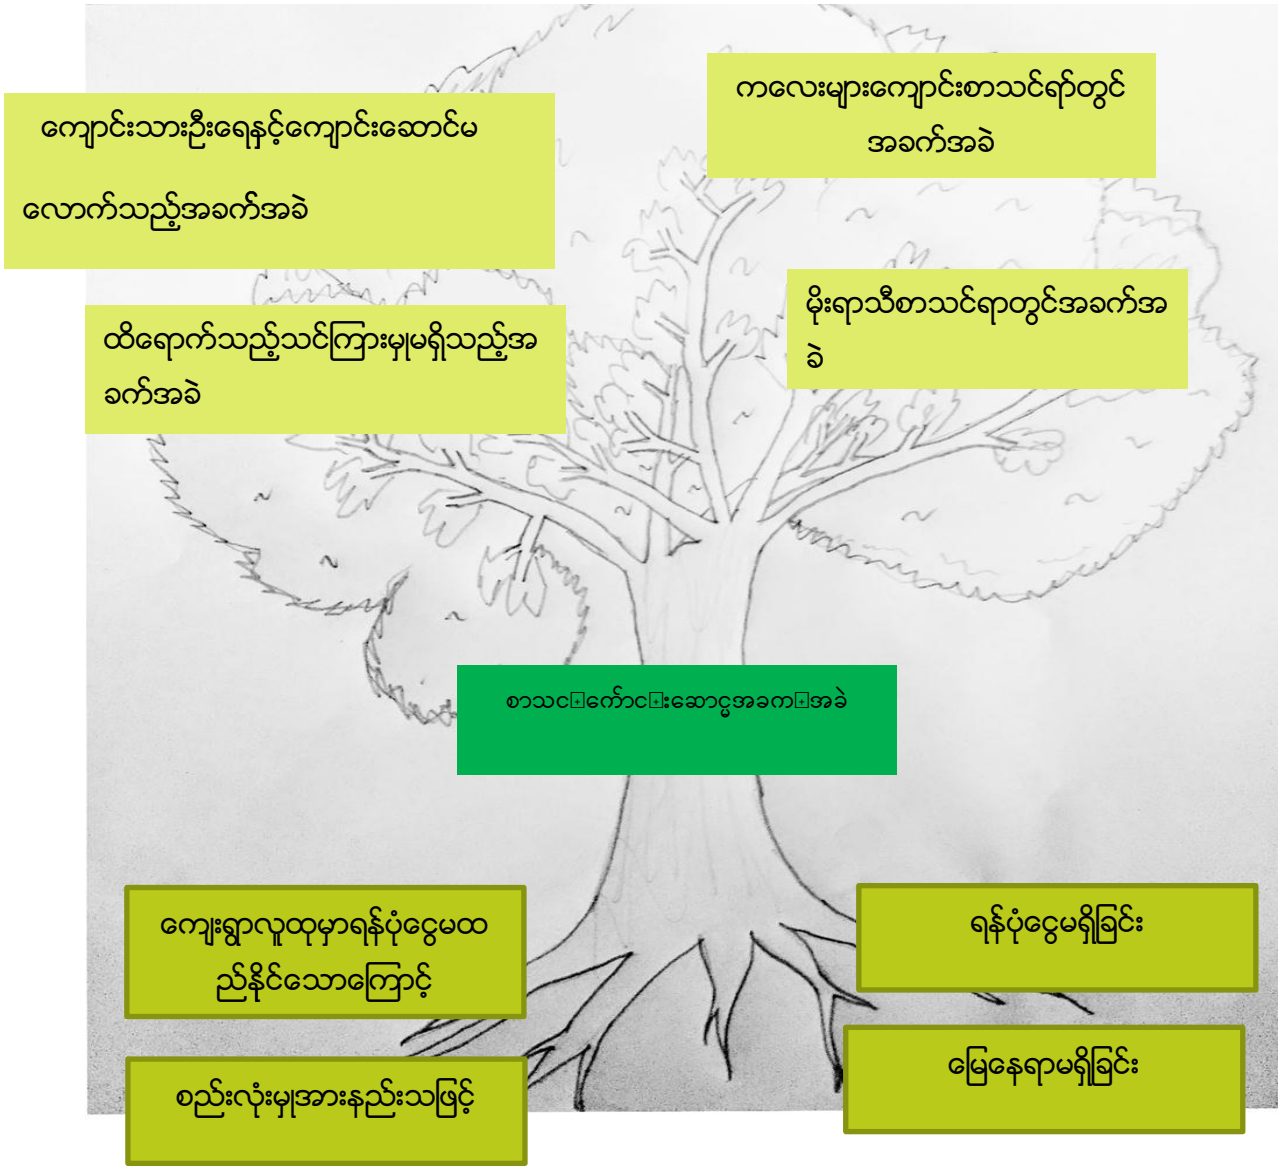 ကလေးများကျောင်းစာသင်ရာ်တွင်
အခက်အခဲ
ကျောင်းသားဦးရေနှင့်ကျောင်းဆောင်မ
လောက်သည့်အခက်အခဲ
မိုးရာသီစာသင်ရာတွင်အခက်အ
ခဲ
ထိရောက်သည့်သင်ကြားမှုမရှိသည့်အ
ခက်အခဲ
ကျေးရွာလူထုမှာရန်ပုံငွေမထ
ည်နိုင်သောကြောင့်
ရန်ပုံငွေမရှိခြင်း
မြေနေရာမရှိခြင်း
စည်းလုံးမှုအားနည်းသဖြင့်